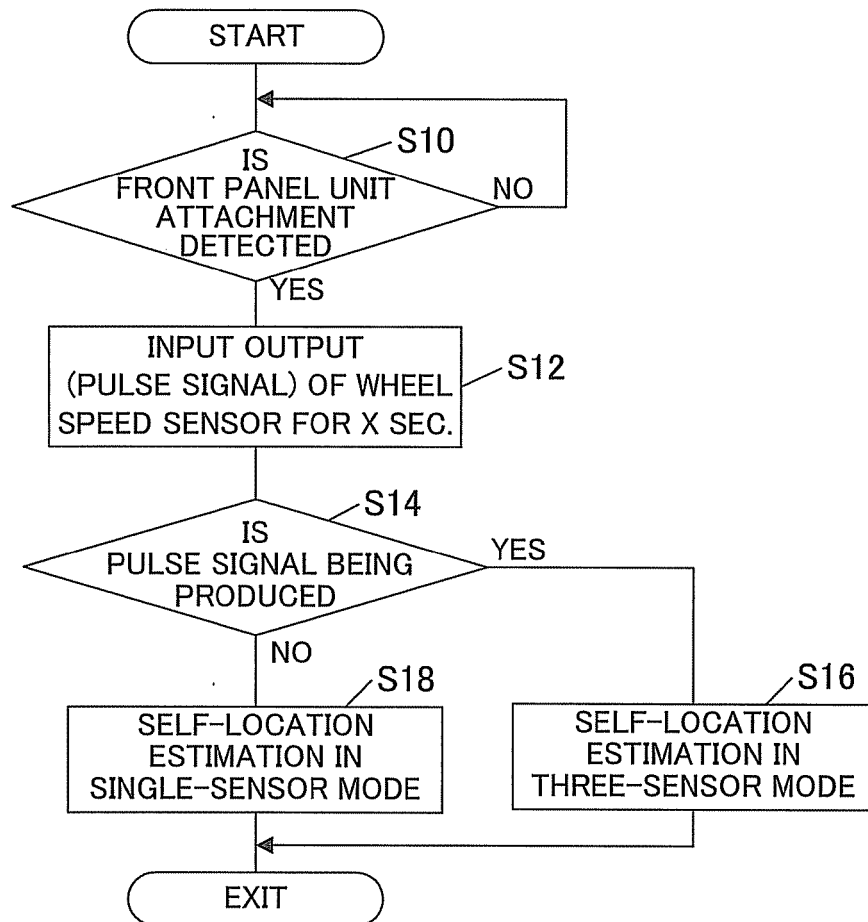 START
S10
IS
FRONT PANEL UNIT
ATTACHMENT
DETECTED
NO
YES
INPUT OUTPUT
(PULSE SIGNAL) OF WHEEL
SPEED SENSOR FOR X SEC.
S12
S14
IS
PULSE SIGNAL BEING
PRODUCED
YES
NO
S18
SELF-LOCATION
ESTIMATION IN
SINGLE-SENSOR MODE
S16
SELF-LOCATION
ESTIMATION IN
THREE-SENSOR MODE
EXIT